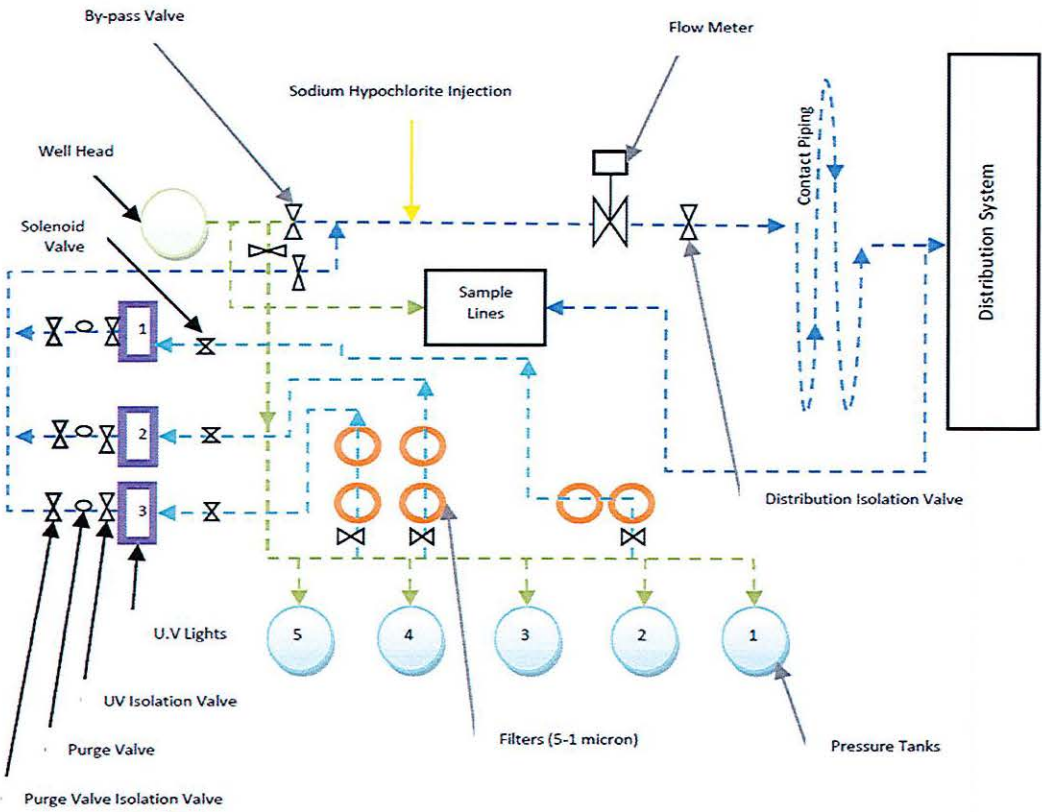 By-pass Valve
Flow Meter
Sodium Hypochlorite Injection
Contact Piping
Distribution System
Well Head
Solenoid
Valve
Sample
Lines
1
2
3
Distribution Isolation Valve
5
4
3
2
1
U.V Lights
UV Isolation Valve
Filters (5-1 micron)
Pressure Tanks
Purge Valve
Purge Valve Isolation Valve